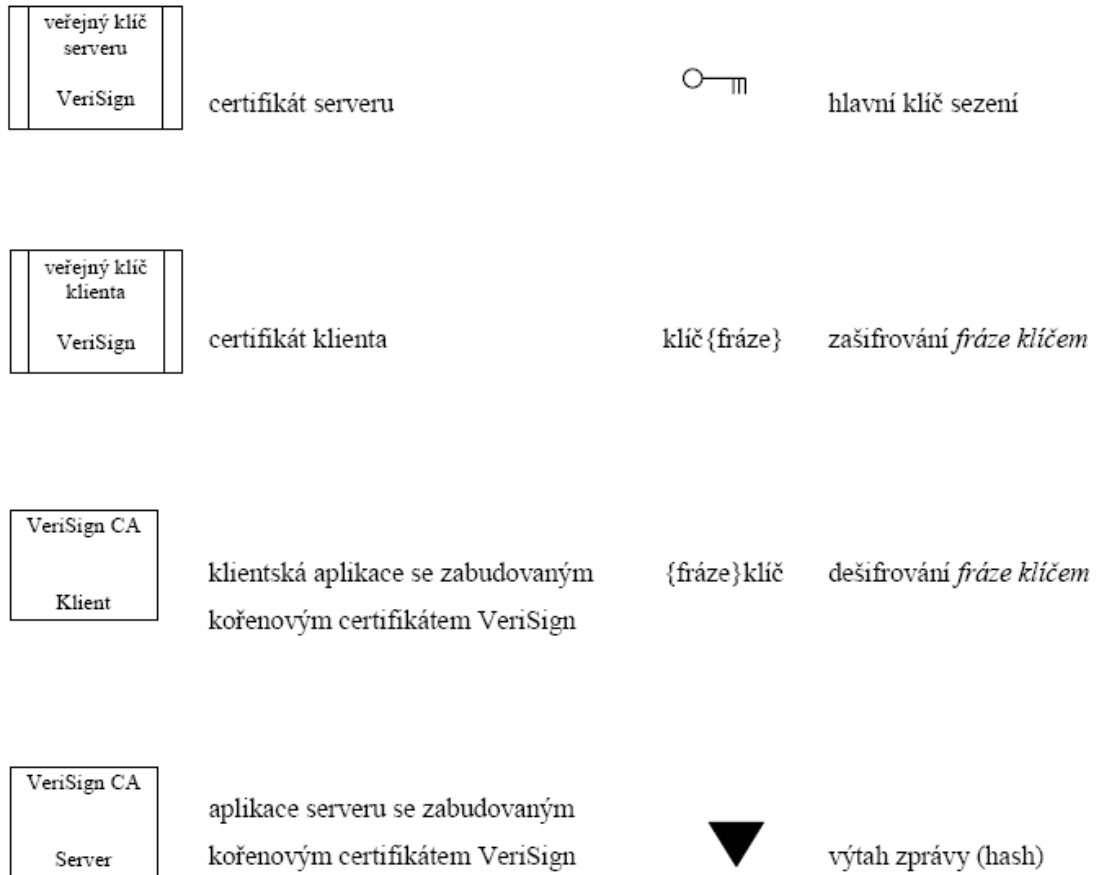 veřejný klíč
serveru
VeriSign
certifikát serveru
hlavní klíč sezení
veřejný klíč
klienta
VeriSign
certifikát klienta
klíč{fráze}
zašifrování fráze klíčem
VeriSign CA
Klient
klientská aplikace se zabudovaným
kořenovým certifikátem VeriSign
{fráze}klíč
dešifrování fráze klíčem
VeriSign CA
Server
aplikace serveru se zabudovaným
kořenovým certifikátem VeriSign
výtah zprávy (hash)